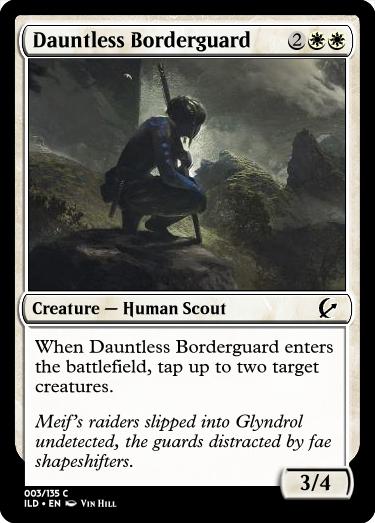 Dauntless Borderguard 2
Creature — Human Scout
When Dauntless Borderguard enters
the battlefield, tap up to two target
creatures.
Meif's raiders slipped into Glyndrol
undetected, the guards distracted by fae
shapeshifters.
3/4
003/135 C
ILD • EN Vin Hill